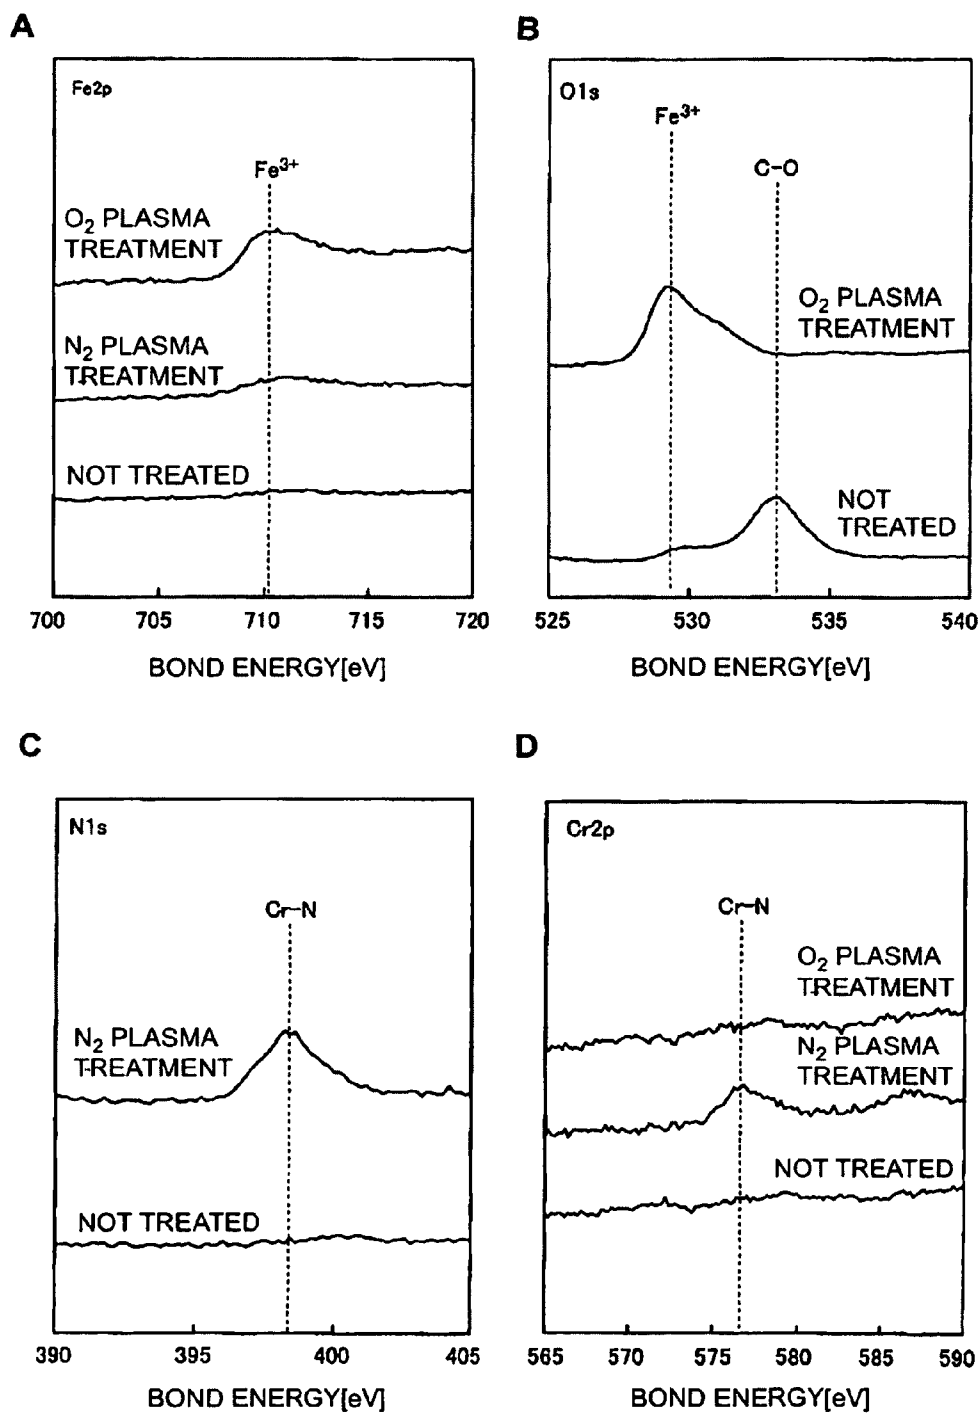 A
Fe2p
Fe³⁺
O₂ PLASMA
TREATMENT
N₂ PLASMA
TREATMENT
NOT TREATED
700 705 710 715 720
BOND ENERGY[eV]
B
O1s
Fe³⁺
C-O
O₂ PLASMA
TREATMENT
NOT
TREATED
525 530 535 540
BOND ENERGY[eV]
C
N1s
Cr-N
N₂ PLASMA
TREATMENT
NOT TREATED
390 395 400 405
BOND ENERGY[eV]
D
Cr2p
Cr-N
O₂ PLASMA
TREATMENT
N₂ PLASMA
TREATMENT
NOT TREATED
565 570 575 580 585 590
BOND ENERGY[eV]